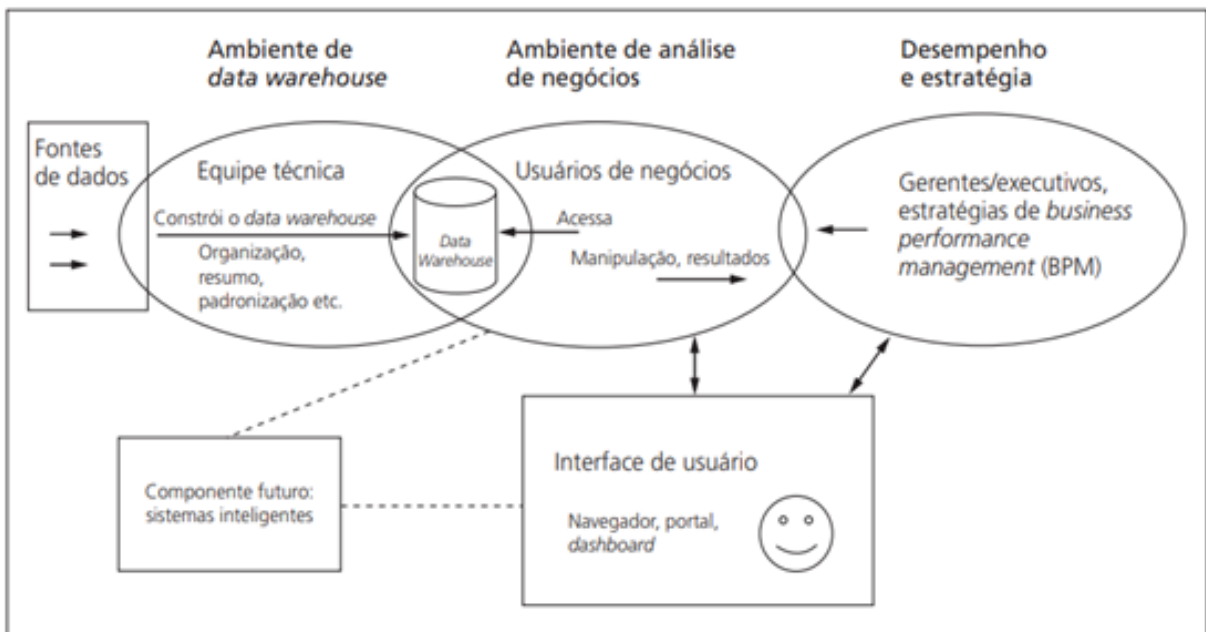 Ambiente de
data warehouse
Ambiente de análise
de negócios
Desempenho
e estratégia
Fontes
de dados
Equipe técnica
Constrói o data warehouse
Organização,
resumo,
padronização etc.
Data
Warehouse
Usuários de negócios
Acessa
Manipulação, resultados
Gerentes/executivos,
estratégias de business
performance
management (BPM)
Componente futuro:
sistemas inteligentes
Interface de usuário
Navegador, portal,
dashboard